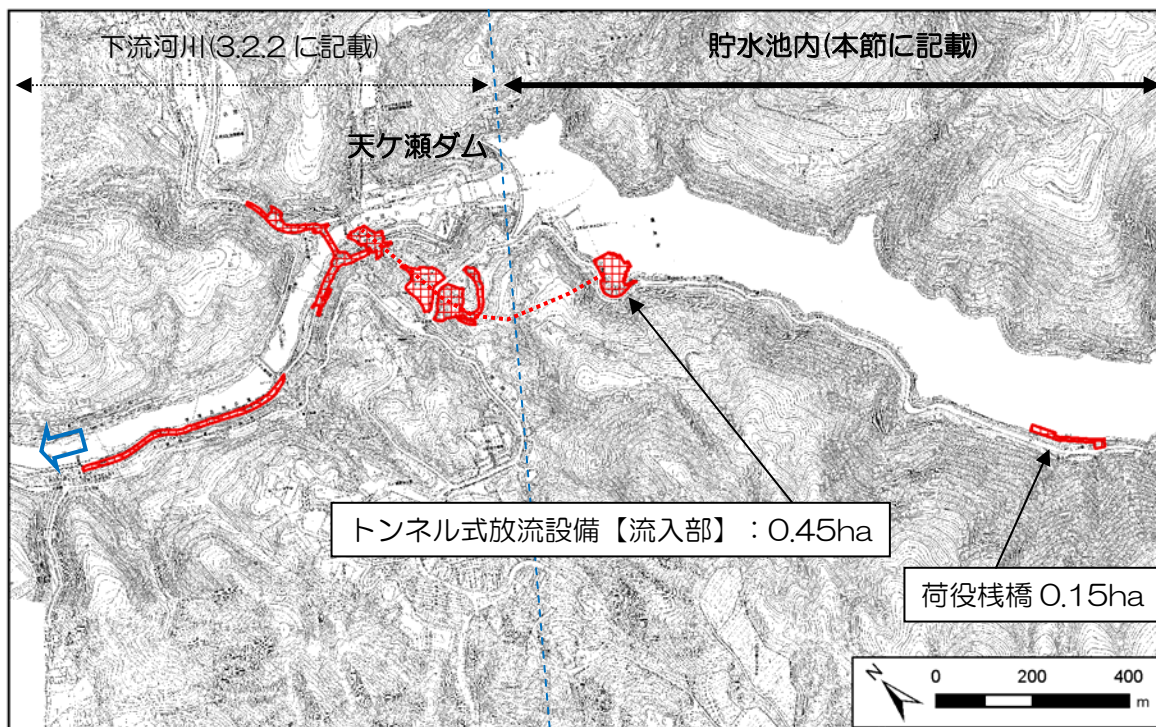 下流河川(3.2.2 に記載)
貯水池内(本節に記載)
天ケ瀬ダム
トンネル式放流設備【流入部】：0.45ha
荷役桟橋 0.15ha
N
0 200 400
m